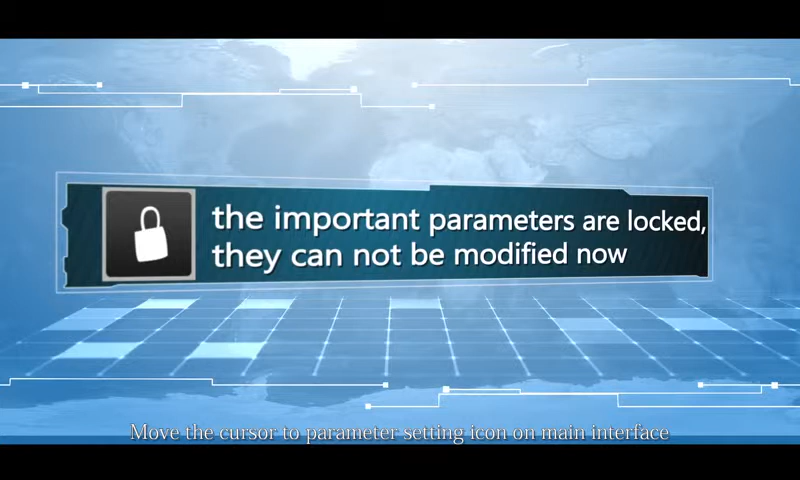 the important parameters are locked,
they can not be modified now
Move the cursor to parameter setting icon on main interface